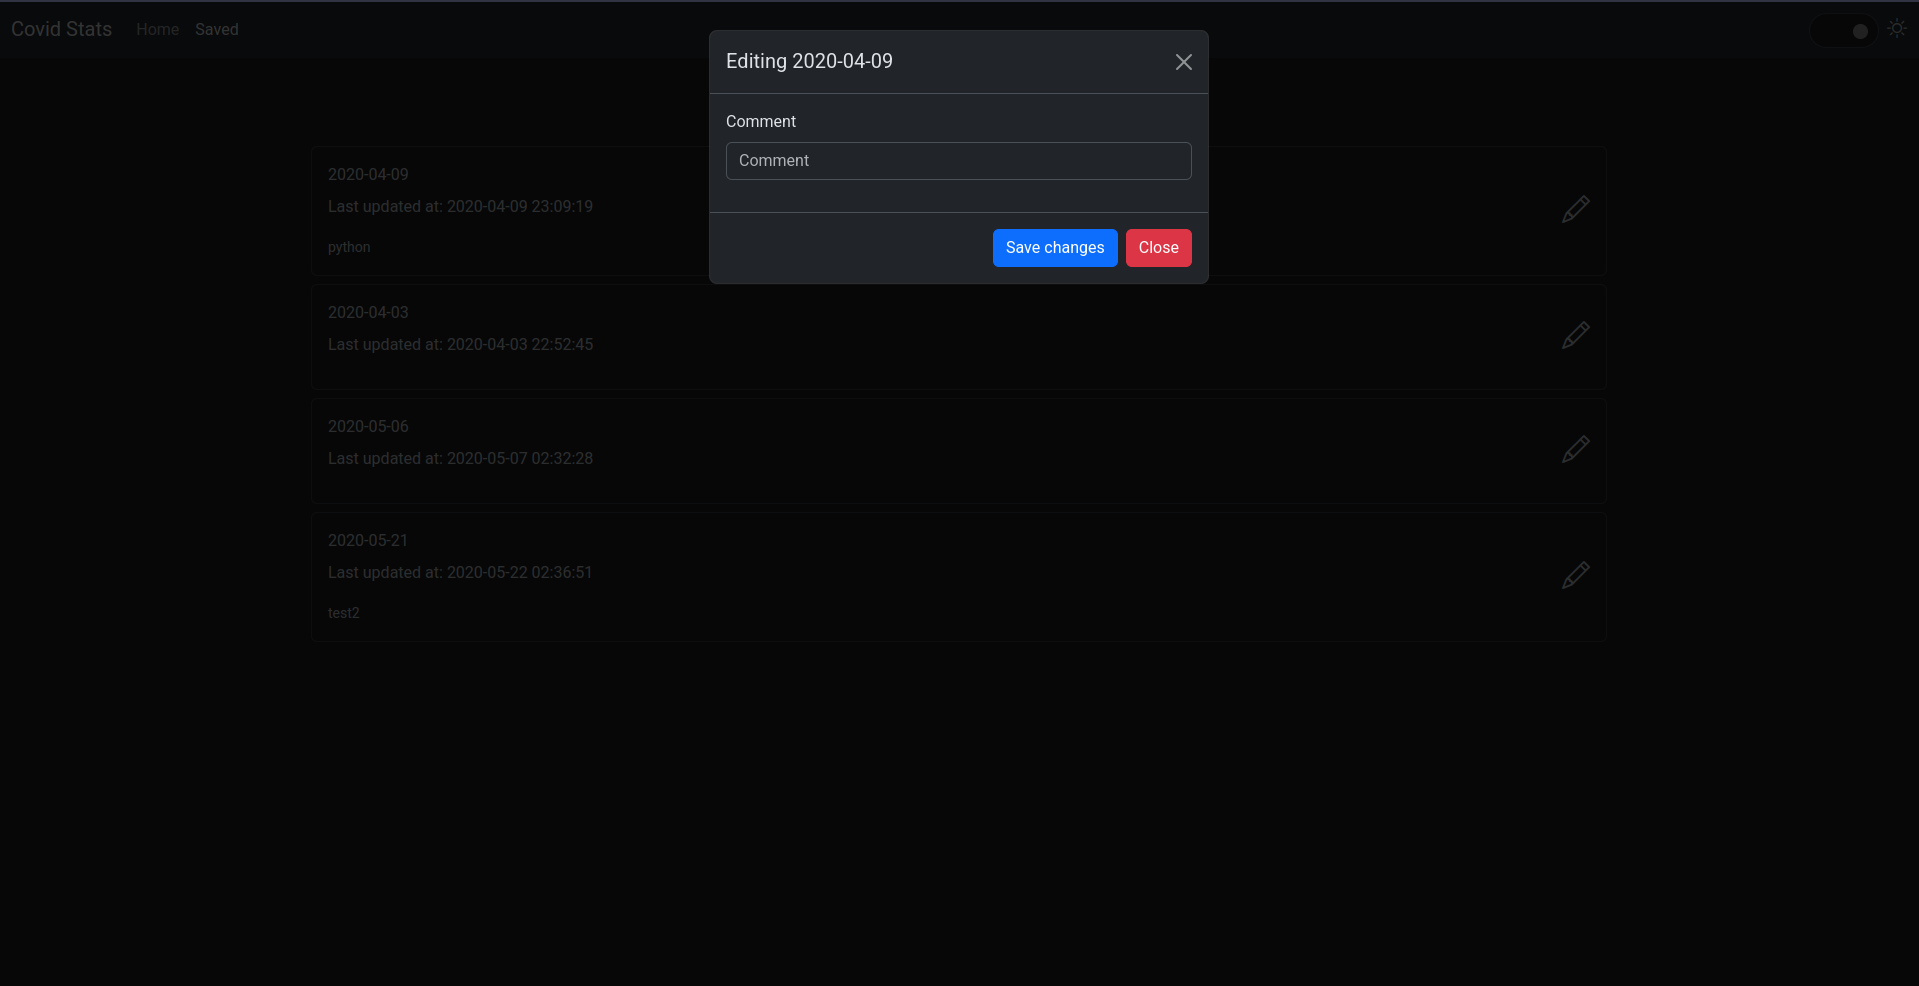 Covid Stats Home Saved
Editing 2020-04-09
Comment
Comment
Save changes Close
2020-04-09
Last updated at: 2020-04-09 23:09:19
python
2020-04-03
Last updated at: 2020-04-03 22:52:45
2020-05-06
Last updated at: 2020-05-07 02:32:28
2020-05-21
Last updated at: 2020-05-22 02:36:51
test2